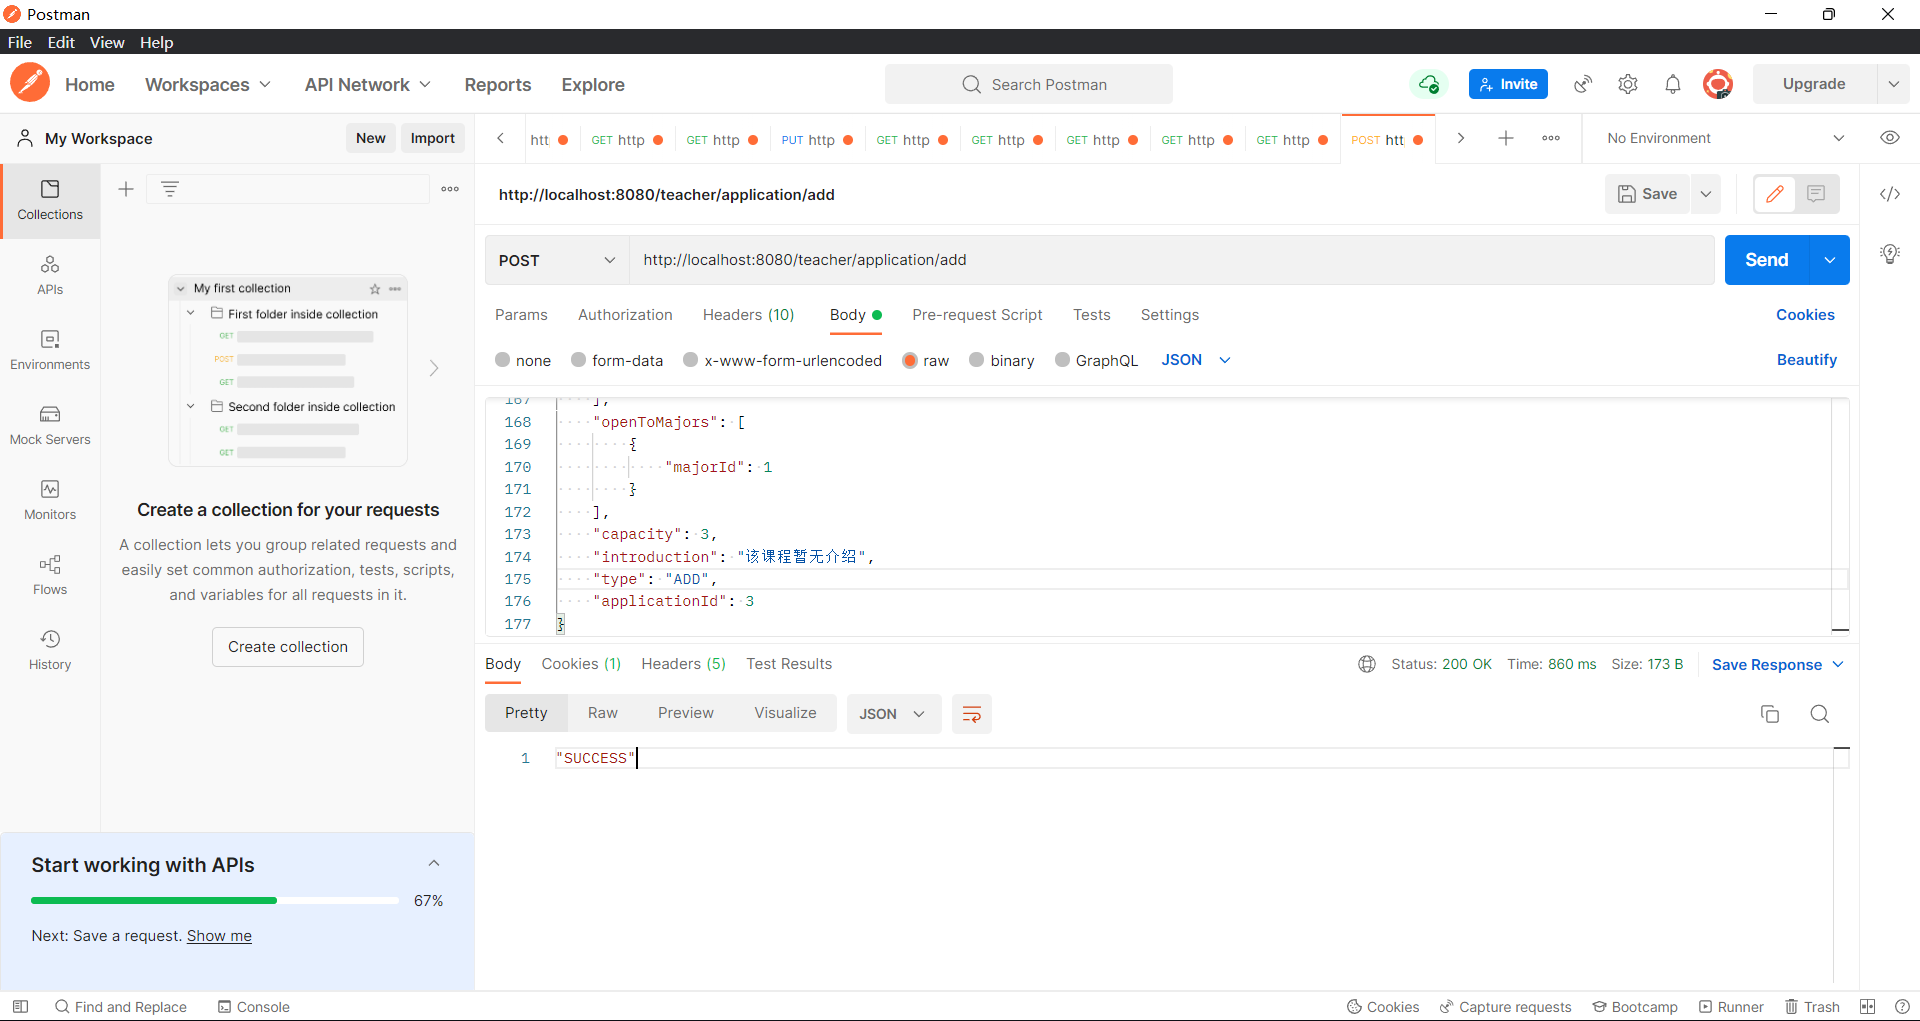 Postman
File Edit View Help
Home Workspaces API Network Reports Explore Search Postman Invite Upgrade
My Workspace New Import
htt GET http GET http PUT http GET http GET http GET http GET http GET http POST htt No Environment
Collections
APIs
Environments
Mock Servers
Monitors
Flows
History
My first collection
First folder inside collection
GET
POST
GET
Second folder inside collection
GET
GET
Create a collection for your requests
A collection lets you group related requests and
easily set common authorization, tests, scripts,
and variables for all requests in it.
Create collection
Start working with APIs
67%
Next: Save a request. Show me
http://localhost:8080/teacher/application/add Save
POST http://localhost:8080/teacher/application/add Send
Params Authorization Headers (10) Body Pre-request Script Tests Settings Cookies
none form-data x-www-form-urlencoded raw binary GraphQL JSON Beautify
167 ],
168 "openToMajors": [
169 {
170 "majorId": 1
171 }
172 ],
173 "capacity": 3,
174 "introduction": "该课程暂无介绍",
175 "type": "ADD",
176 "applicationId": 3
177 }
Body Cookies (1) Headers (5) Test Results Status: 200 OK Time: 860 ms Size: 173 B Save Response
Pretty Raw Preview Visualize JSON
1 "SUCCESS"
Find and Replace Console Cookies Capture requests Bootcamp Runner Trash